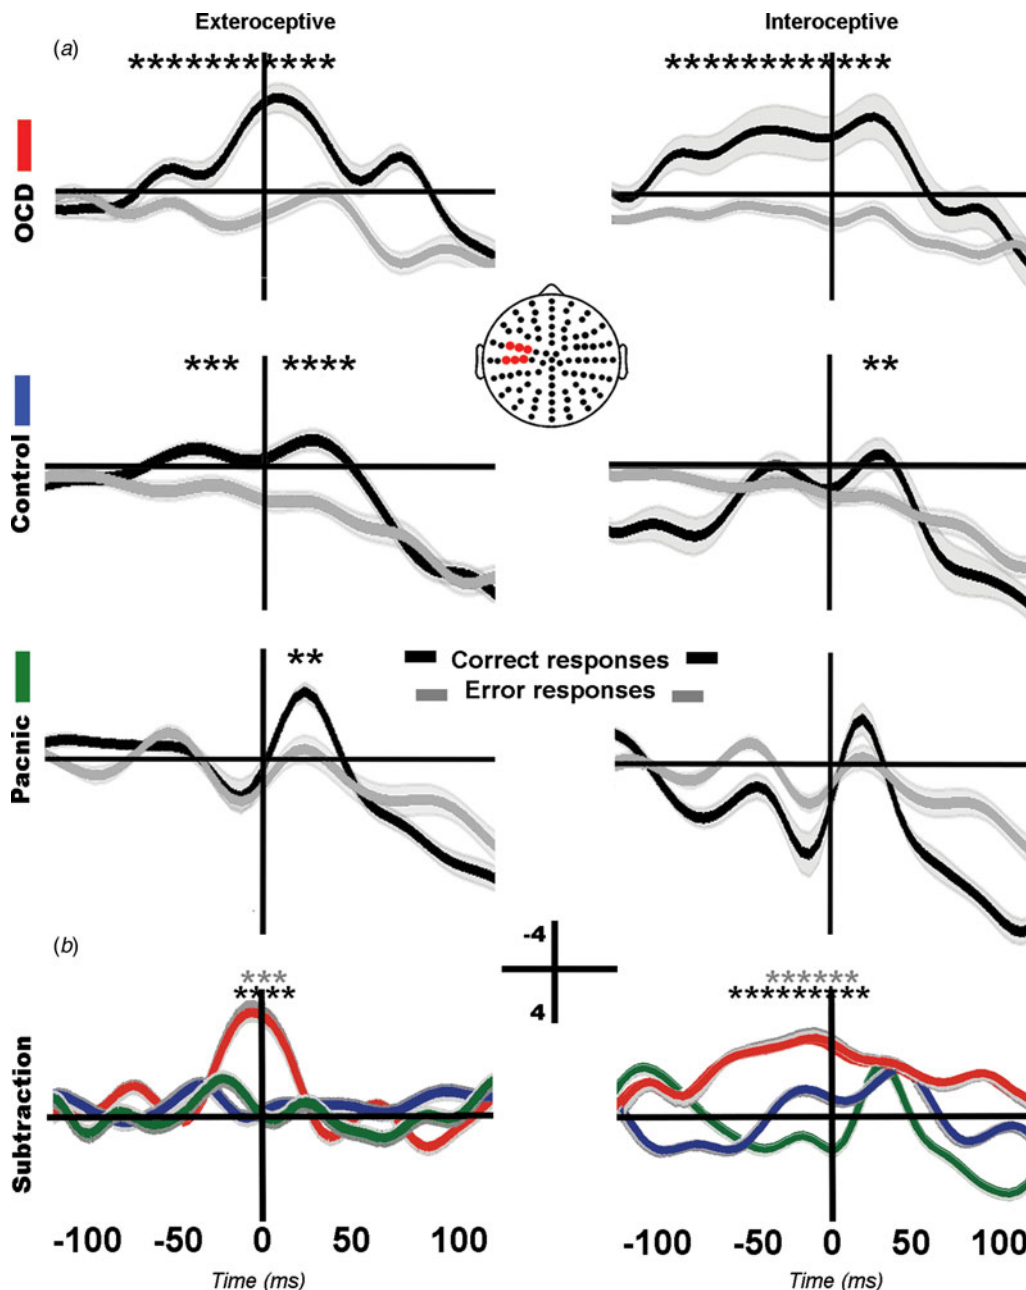 Exteroceptive Interoceptive
(a)
************ *************
OCD
*** **** **
Control
**
Correct responses
Error responses
Pacnic
(b)
-4
4
*** ******
**** *********
Subtraction
-100 -50 0 50 100 -100 -50 0 50 100
Time (ms) Time (ms)